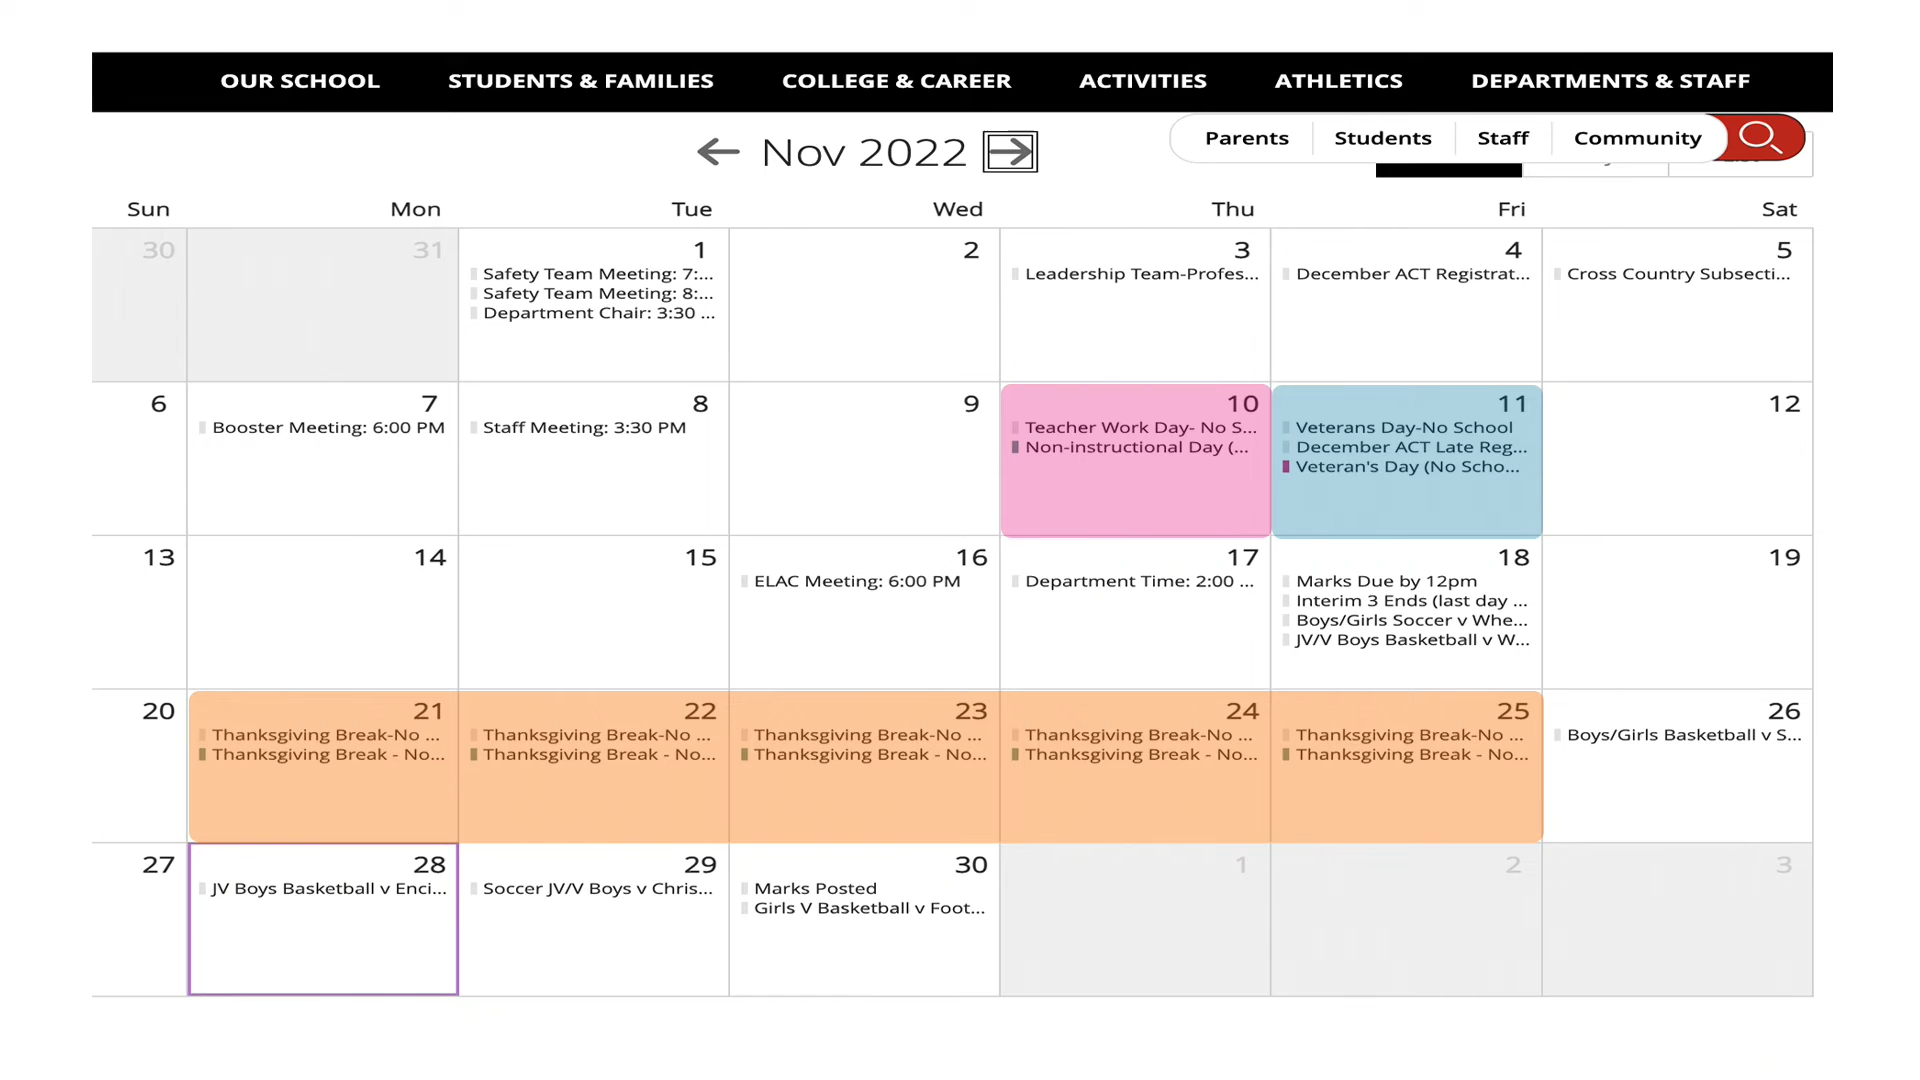 OUR SCHOOL STUDENTS & FAMILIES COLLEGE & CAREER ACTIVITIES ATHLETICS DEPARTMENTS & STAFF
Parents Students Staff Community
Nov 2022
Sun Mon Tue Wed Thu Fri Sat
30 31 1 2 3 4 5
Safety Team Meeting: 7:...
Safety Team Meeting: 8:...
Department Chair: 3:30 ...
Leadership Team-Profes...
December ACT Registrat...
Cross Country Subsecti...
6 7 8 9 10 11 12
Booster Meeting: 6:00 PM
Staff Meeting: 3:30 PM
Teacher Work Day- No S...
Non-instructional Day (...
Veterans Day-No School
December ACT Late Reg...
Veteran's Day (No Scho...
13 14 15 16 17 18 19
ELAC Meeting: 6:00 PM
Department Time: 2:00 ...
Marks Due by 12pm
Interim 3 Ends (last day ...
Boys/Girls Soccer v Whe...
JV/V Boys Basketball v W...
20 21 22 23 24 25 26
Thanksgiving Break-No ...
Thanksgiving Break - No...
Thanksgiving Break-No ...
Thanksgiving Break - No...
Thanksgiving Break-No ...
Thanksgiving Break - No...
Thanksgiving Break-No ...
Thanksgiving Break - No...
Thanksgiving Break-No ...
Thanksgiving Break - No...
Boys/Girls Basketball v S...
27 28 29 30 1 2 3
JV Boys Basketball v Enci...
Soccer JV/V Boys v Chris...
Marks Posted
Girls V Basketball v Foot...